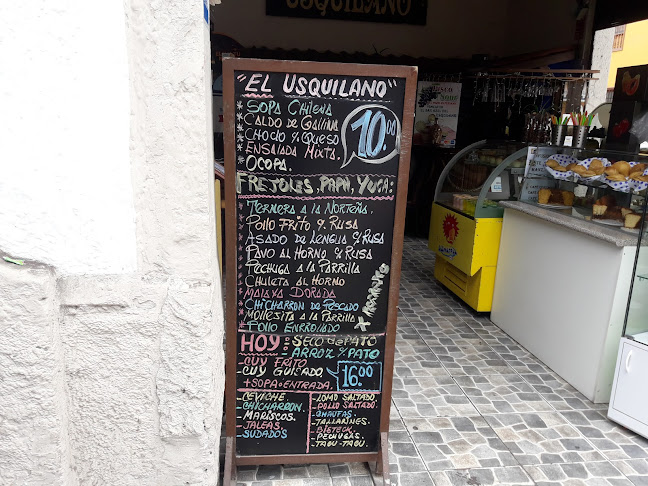 USQUILANO
"EL USQUILANO"
* SOPA CHILENA
* CALDO DE GALLINA
* CHOCLO C/ QUESO
* ENSALADA MIXTA.
* OCOPA.
10.00
FREJOLES, PAPA, YUCA:
* TERNERA A LA NORTEÑA.
* POLLO FRITO C/ RUSA
* ASADO DE LENGUA C/ RUSA
* PAVO AL HORNO C/ RUSA
* PECHUGA A LA PARRILLA
* CHULETA AL HORNO
* MALAYA DORADA
* CHICHARRON DE PESCADO
* MOLLEJITA A LA PARRILLA
* POLLO ENRROLLADO
HOY: SECO DE PATO
- ARROZ C/ PATO
- CUY FRITO
- CUY GUISADO
16.00
+ SOPA O ENTRADA
- CEVICHE.
- CHICHARRON.
- MARISCOS.
- JALEAS.
- SUDADOS
- LOMO SALTADO
- POLLO SALTADO.
- CHAUFAS
- TALLARINES
- BISTECK
- PECHUGAS.
- TACU-TACU.